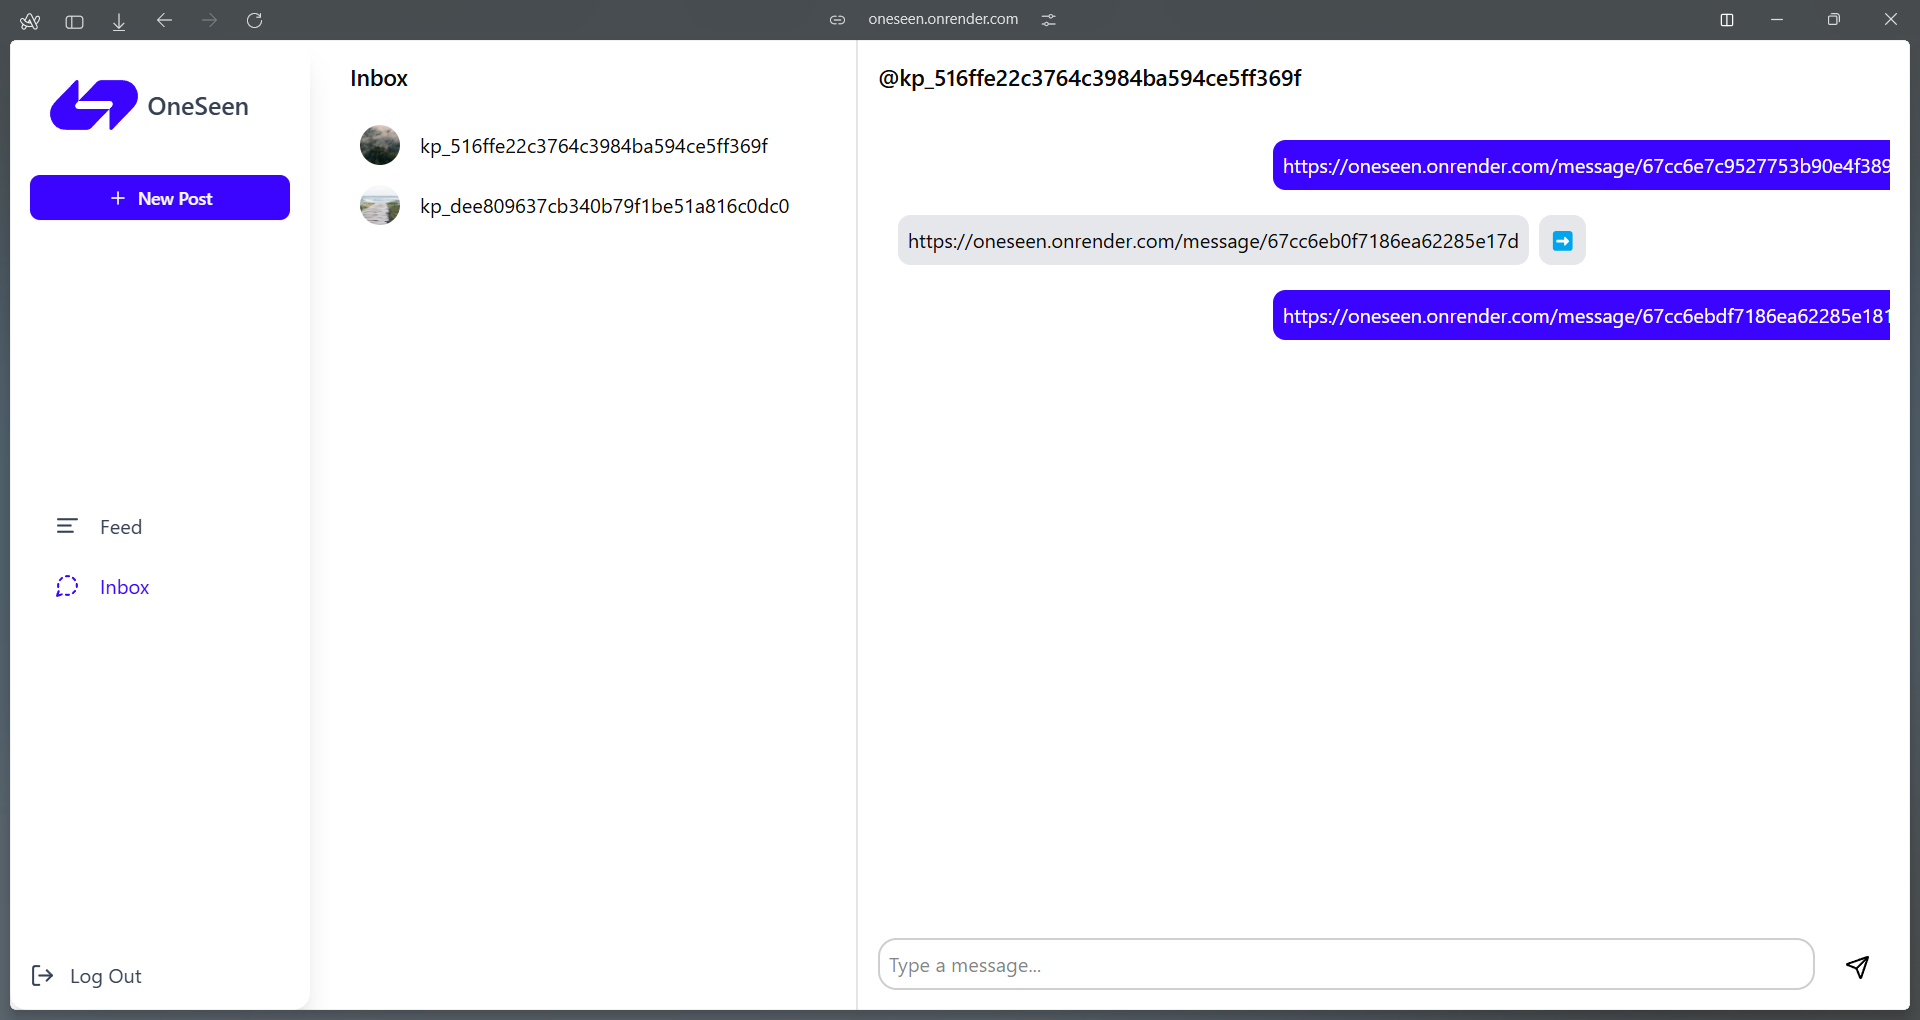 oneseen.onrender.com
OneSeen
New Post
Feed
Inbox
Log Out
Inbox
kp_516ffe22c3764c3984ba594ce5ff369f
kp_dee809637cb340b79f1be51a816c0dc0
@kp_516ffe22c3764c3984ba594ce5ff369f
https://oneseen.onrender.com/message/67cc6e7c9527753b90e4f389
https://oneseen.onrender.com/message/67cc6eb0f7186ea62285e17d
https://oneseen.onrender.com/message/67cc6ebdf7186ea62285e181
Type a message...